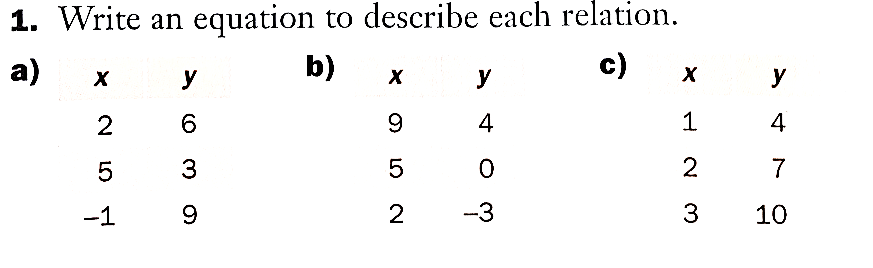 1. Write an equation to describe each relation.
a) x y b) x y c) x y
2 6 9 4 1 4
5 3 5 0 2 7
–1 9 2 –3 3 10